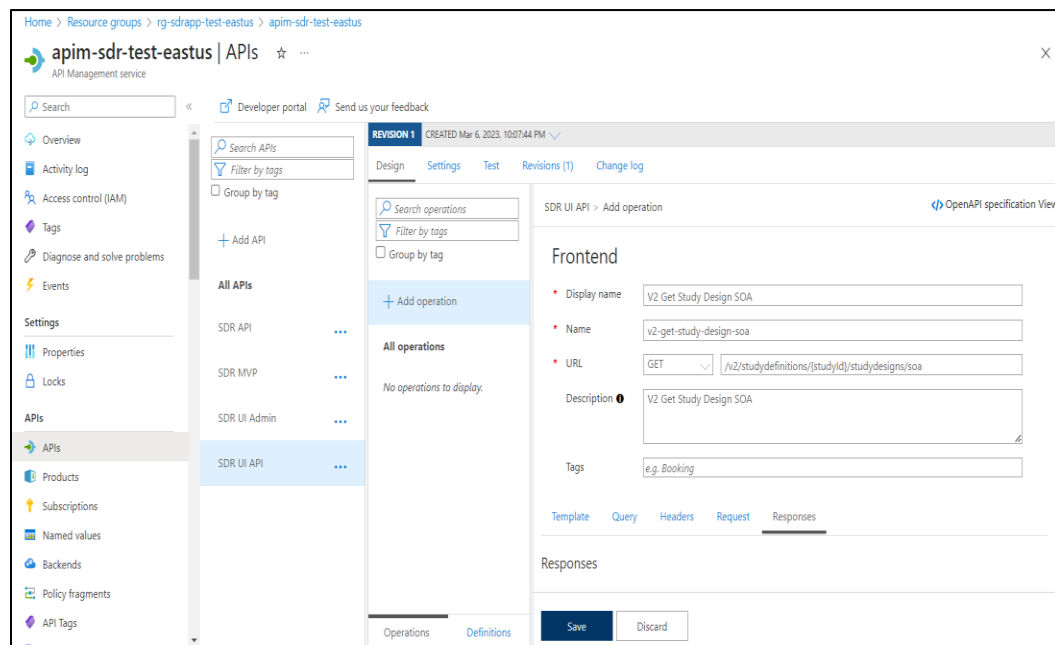 Home > Resource groups > rg-sdrapp-test-eastus > apim-sdr-test-eastus
apim-sdr-test-eastus | APIs
API Management service
Search
Overview
Activity log
Access control (IAM)
Tags
Diagnose and solve problems
Events
Settings
Properties
Locks
APIs
APIs
Products
Subscriptions
Named values
Backends
Policy fragments
API Tags
Developer portal
Send us your feedback
Search APIs
Filter by tags
Group by tag
Add API
All APIs
SDR API
SDR MVP
SDR UI Admin
SDR UI API
REVISION 1 CREATED Mar 6, 2023, 10:07:44 PM
Design Settings Test Revisions (1) Change log
Search operations
Filter by tags
Group by tag
Add operation
All operations
No operations to display.
Operations Definitions
SDR UI API > Add operation
OpenAPI specification View
Frontend
* Display name V2 Get Study Design SOA
* Name v2-get-study-design-soa
* URL GET /v2/studydefinitions/{studyId}/studydesigns/soa
Description V2 Get Study Design SOA
Tags e.g. Booking
Template Query Headers Request Responses
Responses
Save Discard